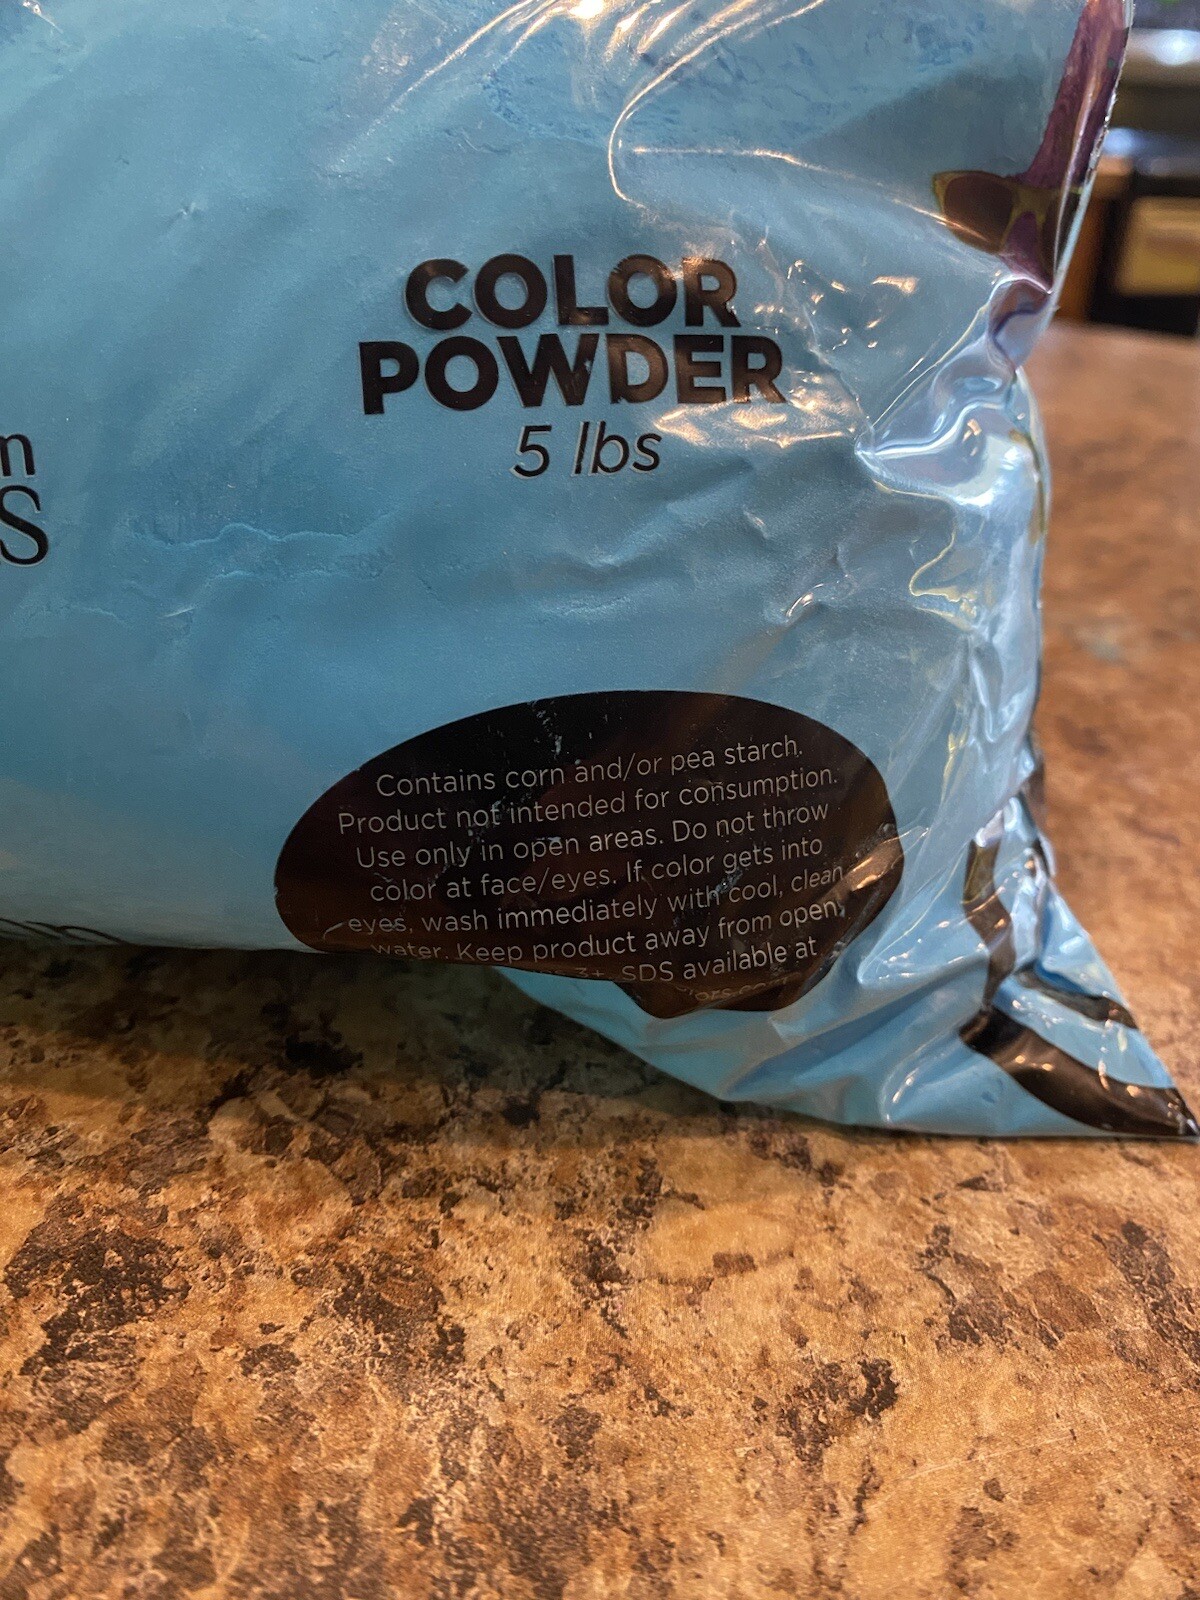 COLOR
POWDER
5 lbs
n
S
Contains corn and/or pea starch.
Product not intended for consumption.
Use only in open areas. Do not throw
color at face/eyes. If color gets into
eyes, wash immediately with cool, clean
water. Keep product away from open
3+. SDS available at